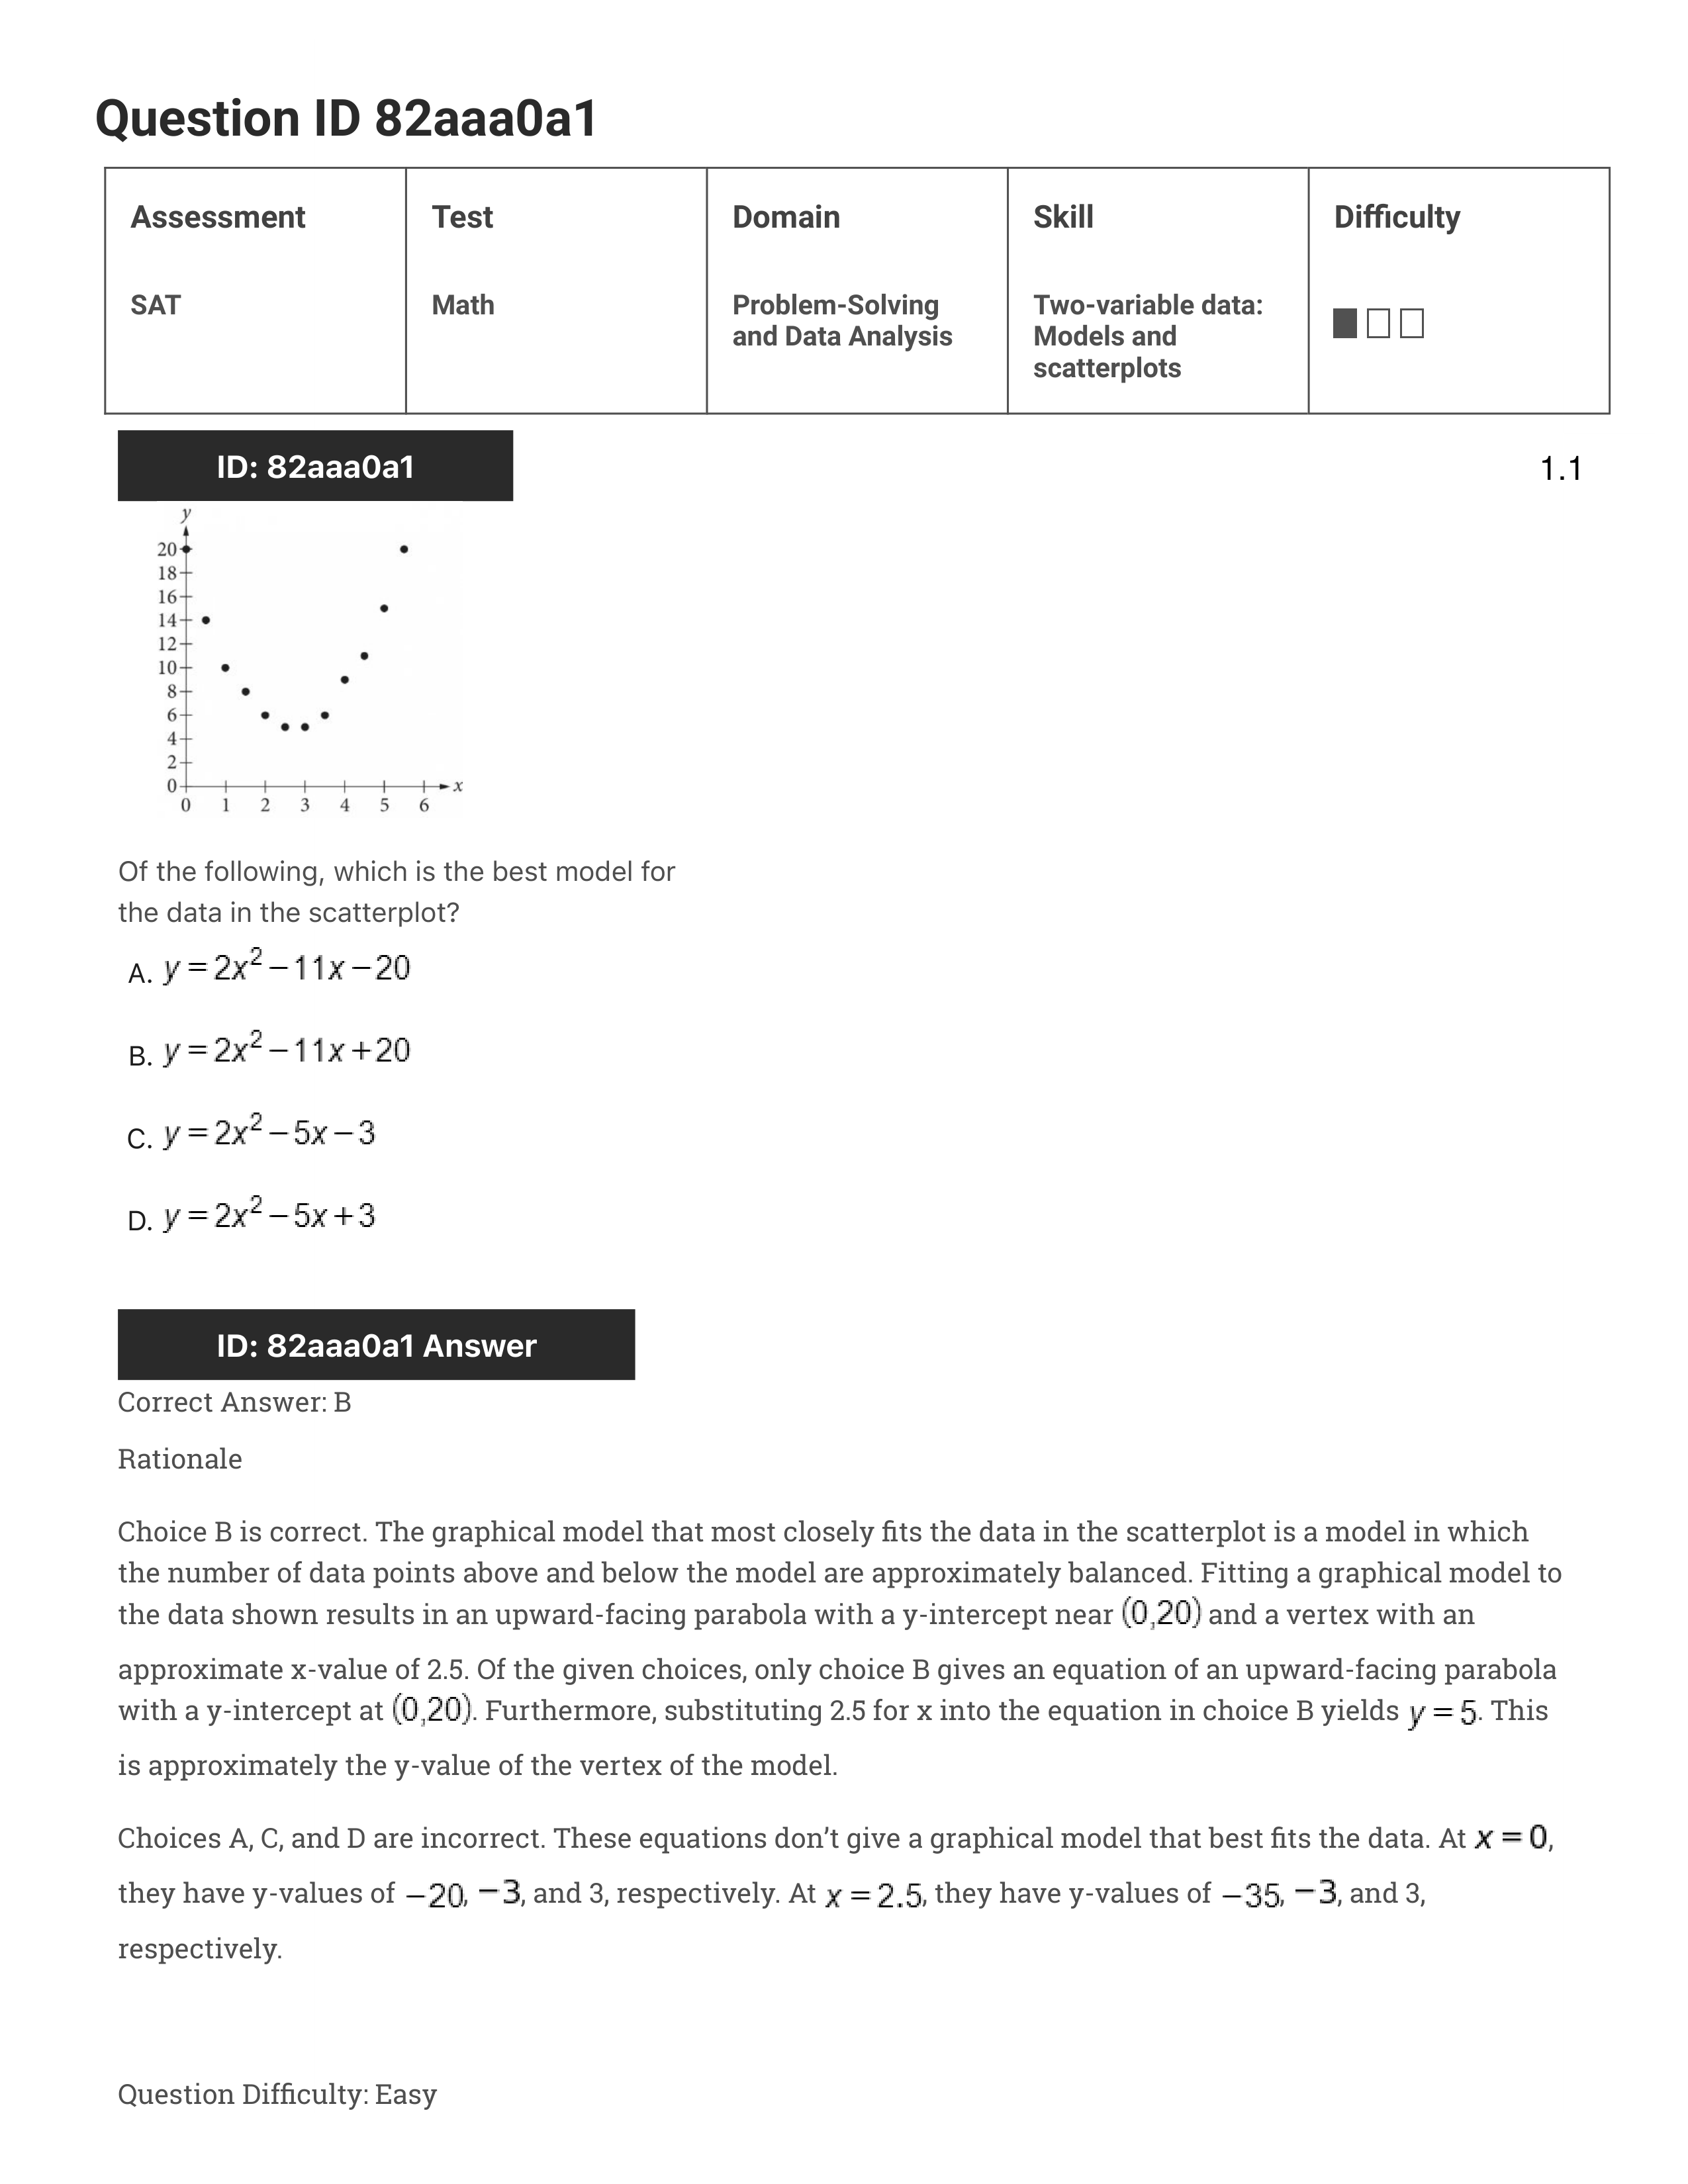 Question ID 82aaa0a1
Assessment Test Domain Skill Difficulty
SAT Math Problem-Solving and Data Analysis Two-variable data: Models and scatterplots
ID: 82aaa0a1 1.1
y
20
18
16
14
12
10
8
6
4
2
0
0 1 2 3 4 5 6 x
Of the following, which is the best model for
the data in the scatterplot?
A. y = 2x² – 11x – 20
B. y = 2x² – 11x + 20
C. y = 2x² – 5x – 3
D. y = 2x² – 5x + 3
ID: 82aaa0a1 Answer
Correct Answer: B
Rationale
Choice B is correct. The graphical model that most closely fits the data in the scatterplot is a model in which
the number of data points above and below the model are approximately balanced. Fitting a graphical model to
the data shown results in an upward-facing parabola with a y-intercept near (0,20) and a vertex with an
approximate x-value of 2.5. Of the given choices, only choice B gives an equation of an upward-facing parabola
with a y-intercept at (0,20). Furthermore, substituting 2.5 for x into the equation in choice B yields y = 5. This
is approximately the y-value of the vertex of the model.
Choices A, C, and D are incorrect. These equations don’t give a graphical model that best fits the data. At x = 0,
they have y-values of –20, –3, and 3, respectively. At x = 2.5, they have y-values of –35, –3, and 3,
respectively.
Question Difficulty: Easy